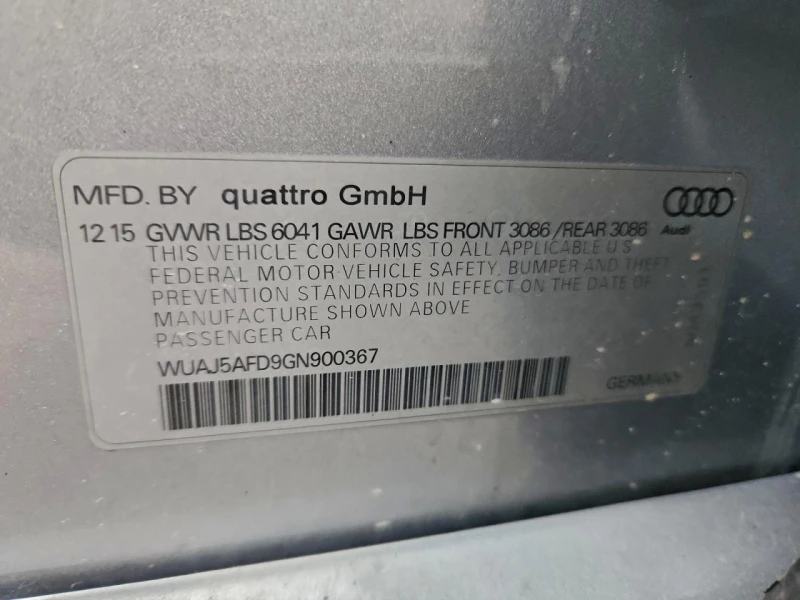 MFD. BY quattro GmbH
12 15 GVWR LBS 6041 GAWR LBS FRONT 3086 /REAR 3086
Audi
THIS VEHICLE CONFORMS TO ALL APPLICABLE U S
FEDERAL MOTOR VEHICLE SAFETY, BUMPER AND THEFT
PREVENTION STANDARDS IN EFFECT ON THE DATE OF
MANUFACTURE SHOWN ABOVE
PASSENGER CAR
WUAJ5AFD9GN900367
GERMANY